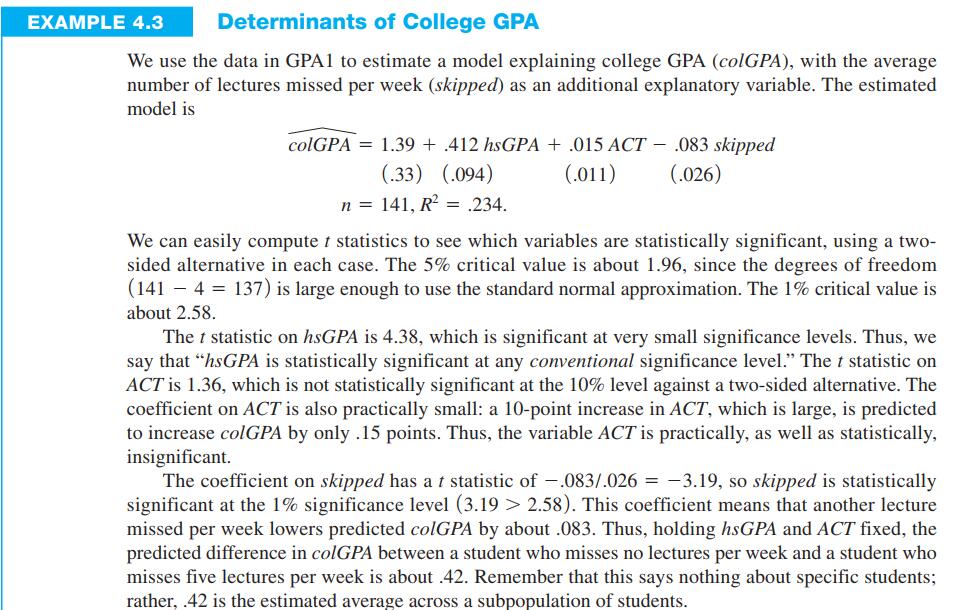 EXAMPLE 4.3 Determinants of College GPA
We use the data in GPA1 to estimate a model explaining college GPA (colGPA), with the average
number of lectures missed per week (skipped) as an additional explanatory variable. The estimated
model is
colGPA = 1.39 + .412 hsGPA + .015 ACT − .083 skipped
(.33) (.094) (.011) (.026)
n = 141, R² = .234.
We can easily compute t statistics to see which variables are statistically significant, using a two-
sided alternative in each case. The 5% critical value is about 1.96, since the degrees of freedom
(141 − 4 = 137) is large enough to use the standard normal approximation. The 1% critical value is
about 2.58.
The t statistic on hsGPA is 4.38, which is significant at very small significance levels. Thus, we
say that “hsGPA is statistically significant at any conventional significance level.” The t statistic on
ACT is 1.36, which is not statistically significant at the 10% level against a two-sided alternative. The
coefficient on ACT is also practically small: a 10-point increase in ACT, which is large, is predicted
to increase colGPA by only .15 points. Thus, the variable ACT is practically, as well as statistically,
insignificant.
The coefficient on skipped has a t statistic of −.083/.026 = −3.19, so skipped is statistically
significant at the 1% significance level (3.19 > 2.58). This coefficient means that another lecture
missed per week lowers predicted colGPA by about .083. Thus, holding hsGPA and ACT fixed, the
predicted difference in colGPA between a student who misses no lectures per week and a student who
misses five lectures per week is about .42. Remember that this says nothing about specific students;
rather, .42 is the estimated average across a subpopulation of students.